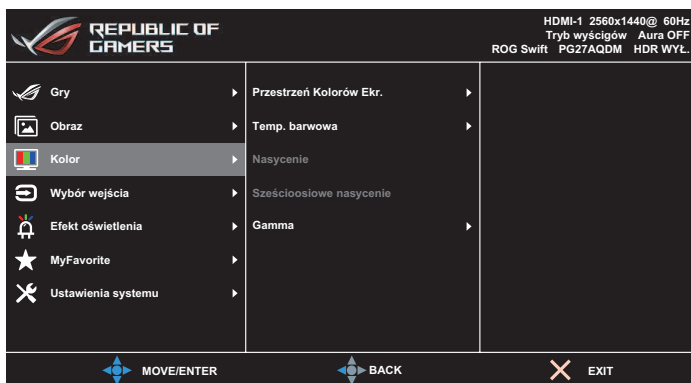 REPUBLIC OF
GAMERS
HDMI-1 2560x1440@ 60Hz
Tryb wyścigów Aura OFF
ROG Swift PG27AQDM HDR WYŁ.
Gry
Obraz
Kolor
Wybór wejścia
Efekt oświetlenia
MyFavorite
Ustawienia systemu
Przestrzeń Kolorów Ekr.
Temp. barwowa
Nasycenie
Sześcioosiowe nasycenie
Gamma
MOVE/ENTER
BACK
EXIT